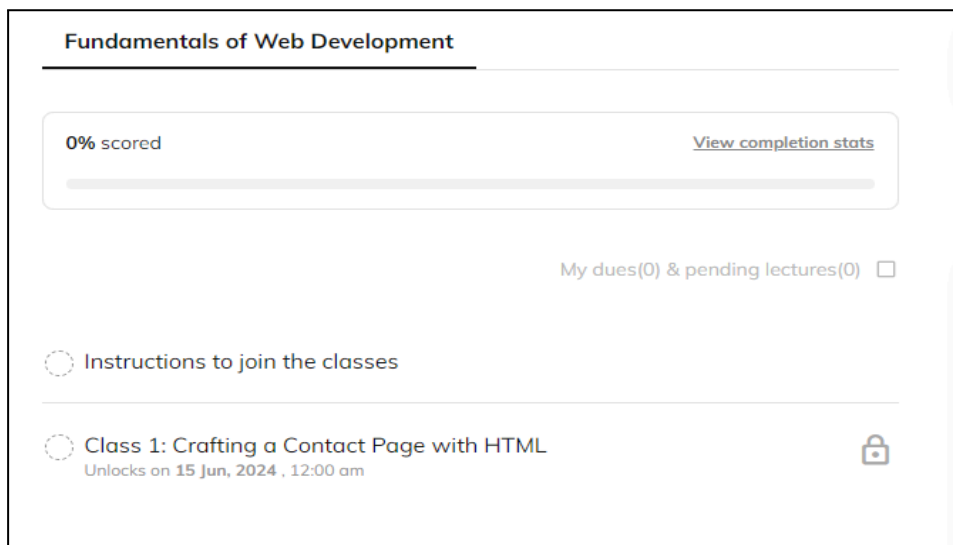 Fundamentals of Web Development
0% scored
View completion stats
My dues(0) & pending lectures(0)
Instructions to join the classes
Class 1: Crafting a Contact Page with HTML
Unlocks on 15 Jun, 2024 , 12:00 am